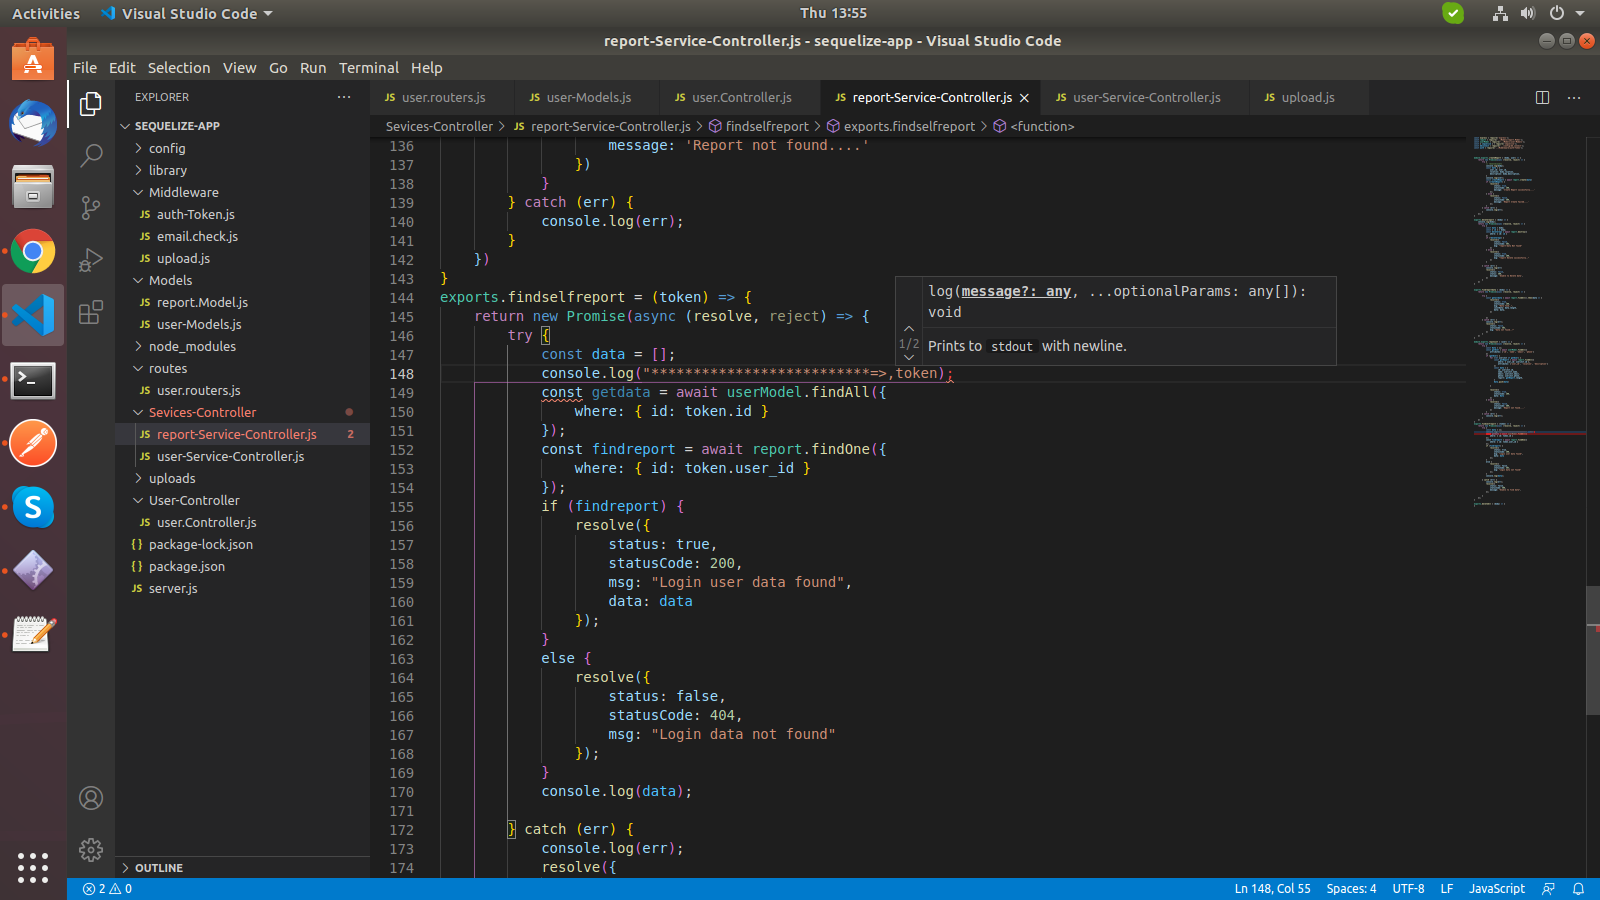 Activities Visual Studio Code Thu 13:55
report-Service-Controller.js - sequelize-app - Visual Studio Code
File Edit Selection View Go Run Terminal Help
EXPLORER
SEQUELIZE-APP
config
library
Middleware
JS auth-Token.js
JS email.check.js
JS upload.js
Models
JS report.Model.js
JS user-Models.js
node_modules
routes
JS user.routers.js
Sevices-Controller
JS report-Service-Controller.js 2
JS user-Service-Controller.js
uploads
User-Controller
JS user.Controller.js
{} package-lock.json
{} package.json
JS server.js
OUTLINE
JS user.routers.js JS user-Models.js JS user.Controller.js JS report-Service-Controller.js JS user-Service-Controller.js JS upload.js
Sevices-Controller > JS report-Service-Controller.js > findselfreport > exports.findselfreport > <function>
136 message: 'Report not found....'
137 })
138 }
139 } catch (err) {
140 console.log(err);
141 }
142 })
143 }
144 exports.findselfreport = (token) => {
145 return new Promise(async (resolve, reject) => {
146 try {
147 const data = [];
148 console.log("**************************=>,token);
149 const getdata = await userModel.findAll({
150 where: { id: token.id }
151 });
152 const findreport = await report.findOne({
153 where: { id: token.user_id }
154 });
155 if (findreport) {
156 resolve({
157 status: true,
158 statusCode: 200,
159 msg: "Login user data found",
160 data: data
161 });
162 }
163 else {
164 resolve({
165 status: false,
166 statusCode: 404,
167 msg: "Login data not found"
168 });
169 }
170 console.log(data);
171
172 } catch (err) {
173 console.log(err);
174 resolve({
log(message?: any, ...optionalParams: any[]):
void
1/2
Prints to stdout with newline.
2 0 Ln 148, Col 55 Spaces: 4 UTF-8 LF JavaScript